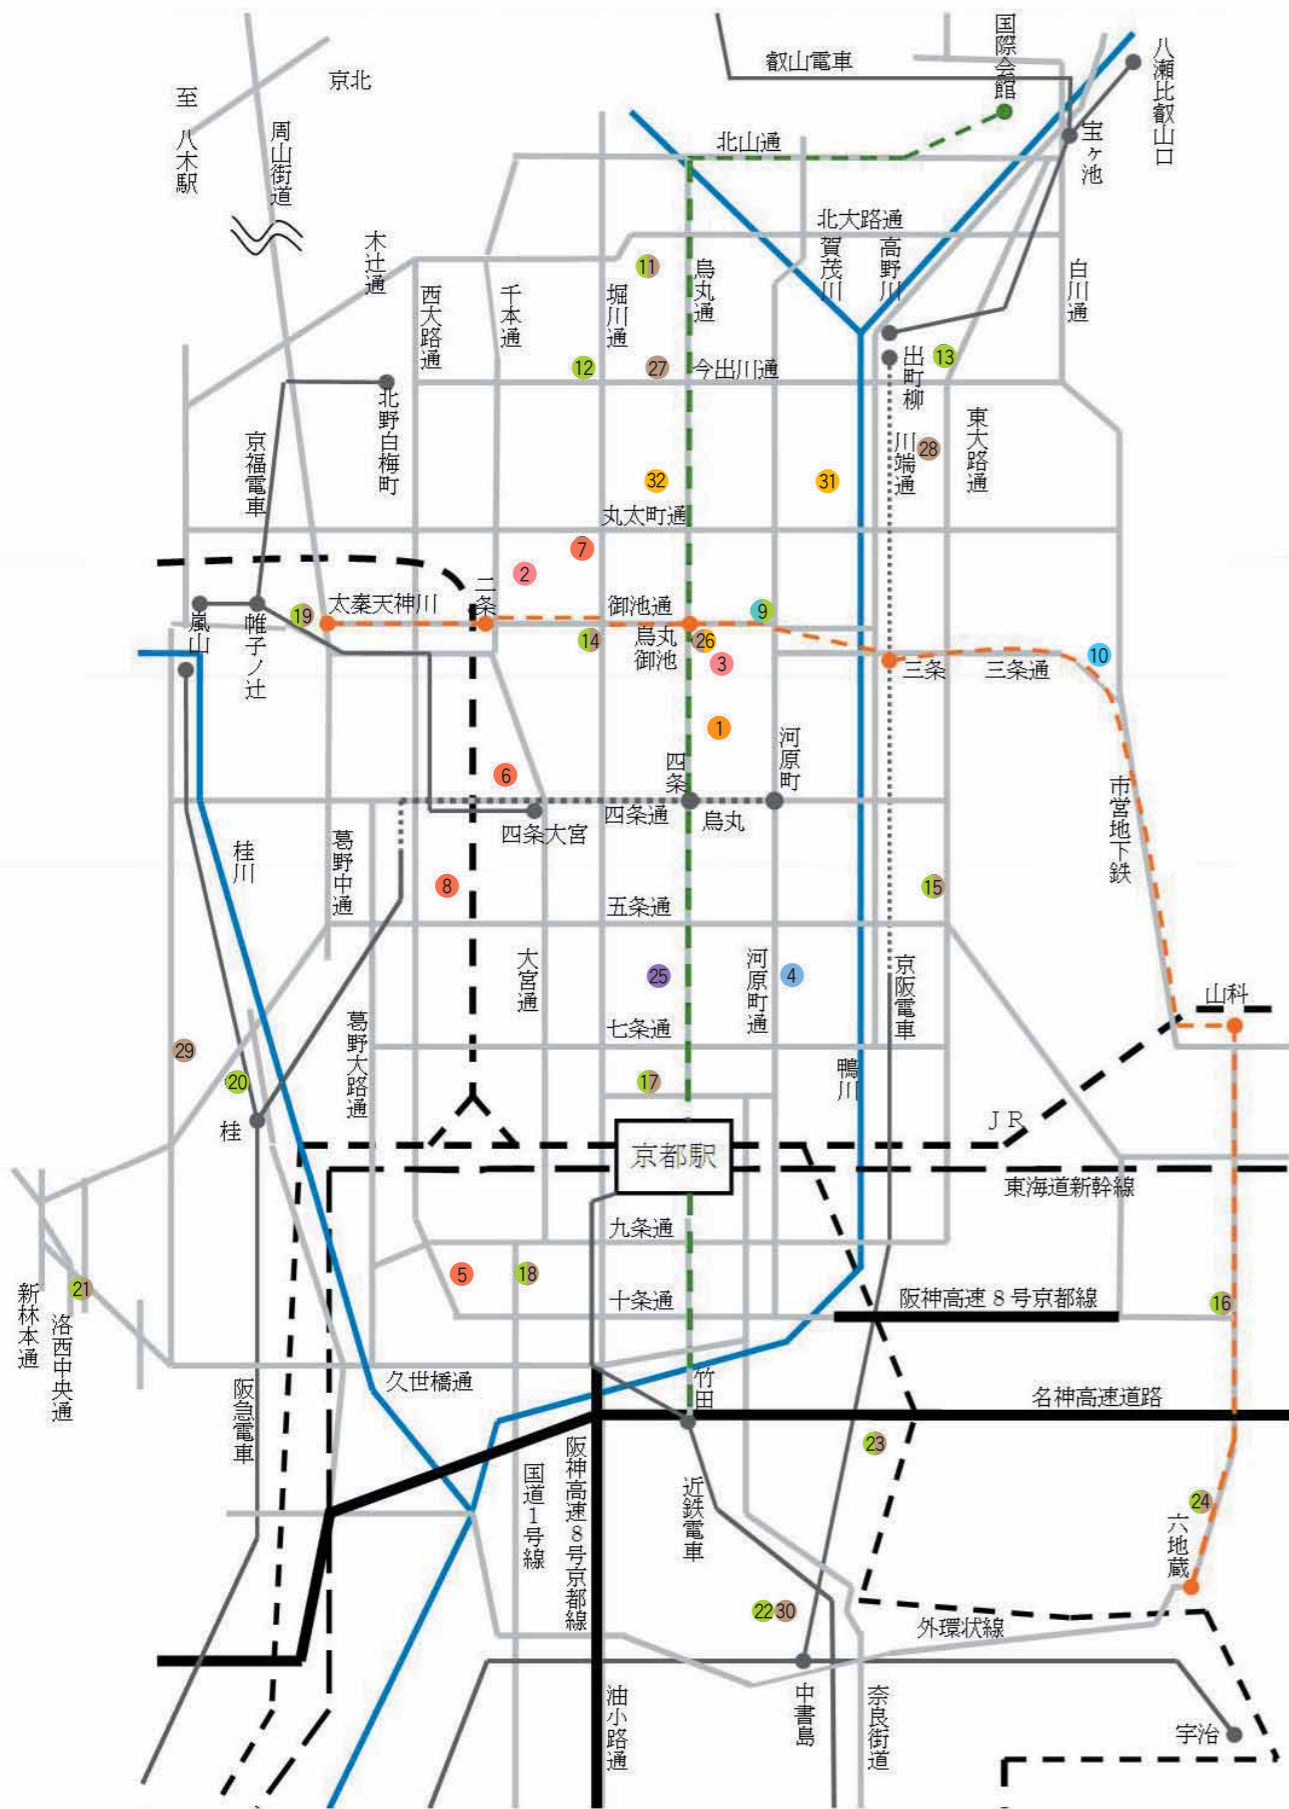 国際会館
叡山電車
八瀬比叡山口
京北
至 八木駅
周山街道
北山通
宝ヶ池
木辻通
北大路通
賀茂川
高野川
白川通
11
烏丸通
西大路通
千本通
堀川通
12
27
今出川通
出町柳
13
北野白梅町
京福電車
東大路通
川端通
28
32
31
丸太町通
7
2
二条
太秦天神川
御池通
9
19
嵐山
帷子ノ辻
14
烏丸御池
26
3
三条
三条通
10
1
河原町
四条
6
市営地下鉄
四条通
烏丸
四条大宮
桂川
葛野中通
8
15
五条通
大宮通
25
河原町通
4
京阪電車
山科
葛野大路通
七条通
29
20
17
鴨川
桂
JR
京都駅
東海道新幹線
九条通
5
18
21
新林本通
洛西中央通
十条通
阪神高速8号京都線
16
久世橋通
竹田
阪急電車
名神高速道路
23
国道1号線
阪神高速8号京都線
近鉄電車
24
六地蔵
22
30
外環状線
油小路通
中書島
奈良街道
宇治